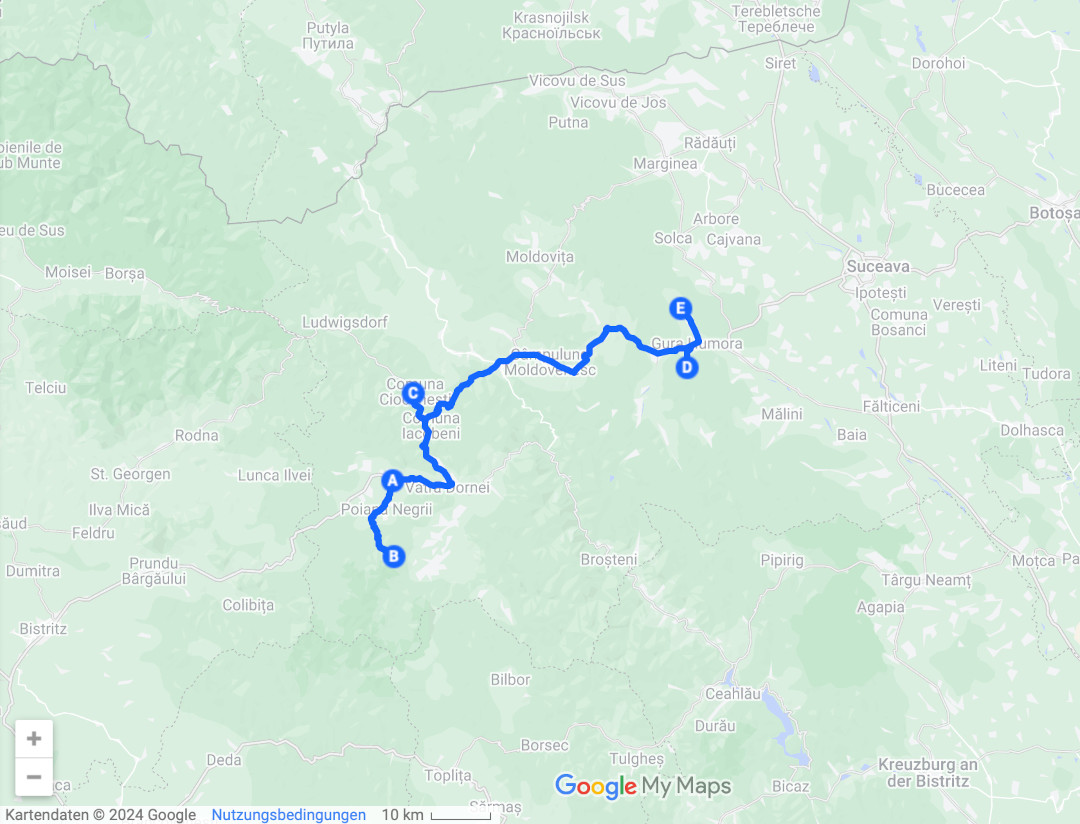 Putyla
Путила
Krasnojilsk
Красноїльськ
Terebletsche
Тереблече
Siret
Dorohoi
Vicovu de Sus
Vicovu de Jos
Putna
Rădăuți
Marginea
oienile de
ub Munte
Bucecea
Botoșa
Arbore
Solca
Cajvana
eu de Sus
Moldovița
Moisei
Borșa
Suceava
Ipotești
Verești
Comuna
Bosanci
E
Ludwigsdorf
Gura Humora
D
Câmpulung
Moldovenesc
Liteni
Tudora
Telciu
Comuna
C
Fălticeni
Mălini
Comuna
Iacobeni
Dolhasca
Baia
Rodna
St. Georgen
Lunca Ilvei
A
Vatra Dornei
Ilva Mică
Poiana Negrii
săud
Feldru
B
Broșteni
Pipirig
Moțca
Pa
Prundu
Bârgăului
Dumitra
Târgu Neamț
Colibița
Agapia
Bistritz
Bilbor
Ceahlău
Durău
Borsec
Tulgheș
Deda
Toplița
Kreuzburg an
der Bistritz
Bicaz
Google My Maps
Sărmaș
+
−
Kartendaten © 2024 Google
Nutzungsbedingungen
10 km